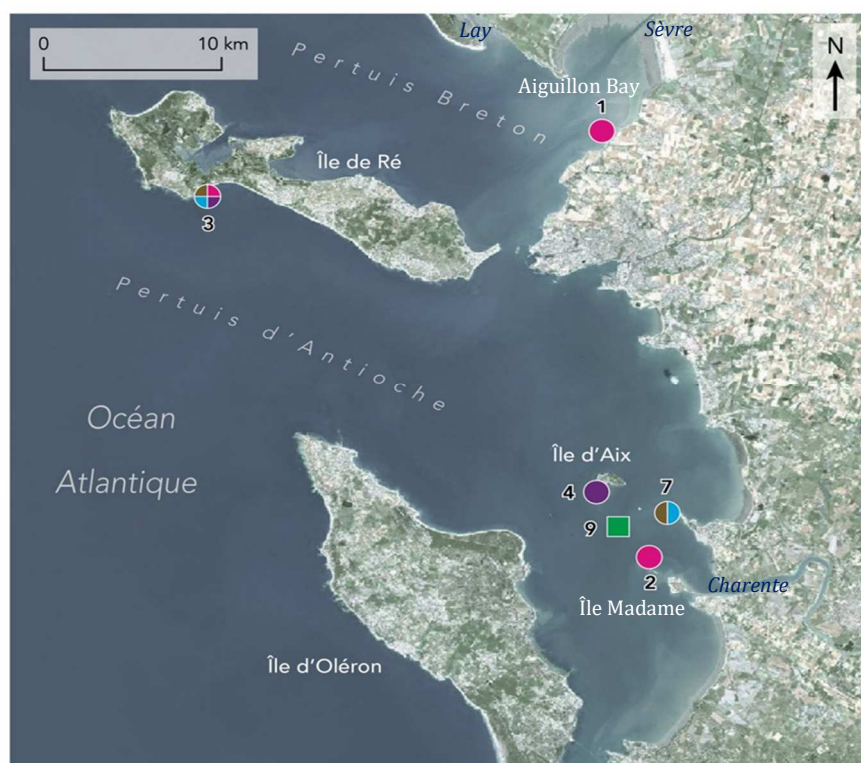 0 10 km
Lay
Sèvre
N
Pertuis Breton
Aiguillon Bay
1
Île de Ré
3
Pertuis d'Antioche
Océan
Atlantique
Île d'Aix
4
7
9
2
Charente
Île Madame
Île d'Oléron